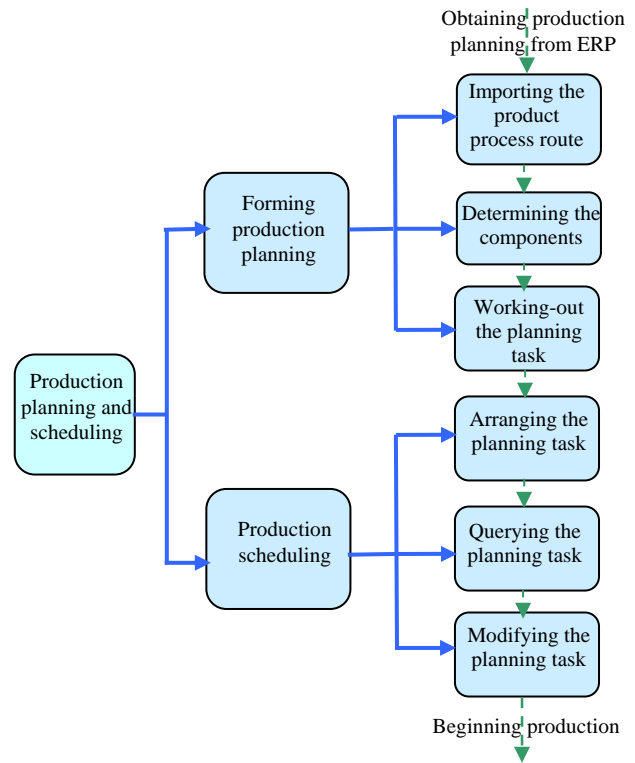 Obtaining production
planning from ERP
Importing the
product
process route
Forming
production
planning
Determining the
components
Working-out
the planning
task
Production
planning and
scheduling
Arranging the
planning task
Production
scheduling
Querying the
planning task
Modifying the
planning task
Beginning production